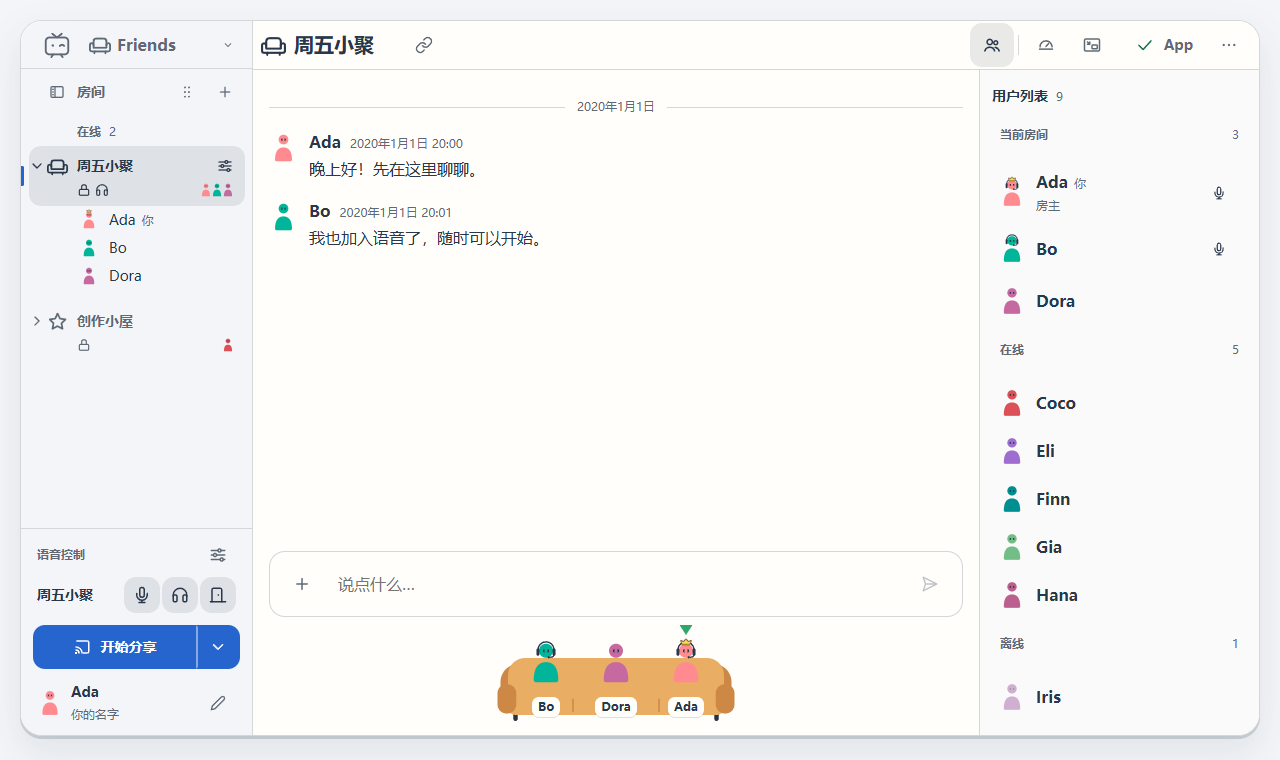 Friends
房间
在线 2
周五小聚
Ada 你
Bo
Dora
创作小屋
语音控制
周五小聚
开始分享
Ada
你的名字
周五小聚
App
2020年1月1日
Ada 2020年1月1日 20:00
晚上好！先在这里聊聊。
Bo 2020年1月1日 20:01
我也加入语音了，随时可以开始。
说点什么...
Bo
Dora
Ada
用户列表 9
当前房间 3
Ada 你
房主
Bo
Dora
在线 5
Coco
Eli
Finn
Gia
Hana
离线 1
Iris